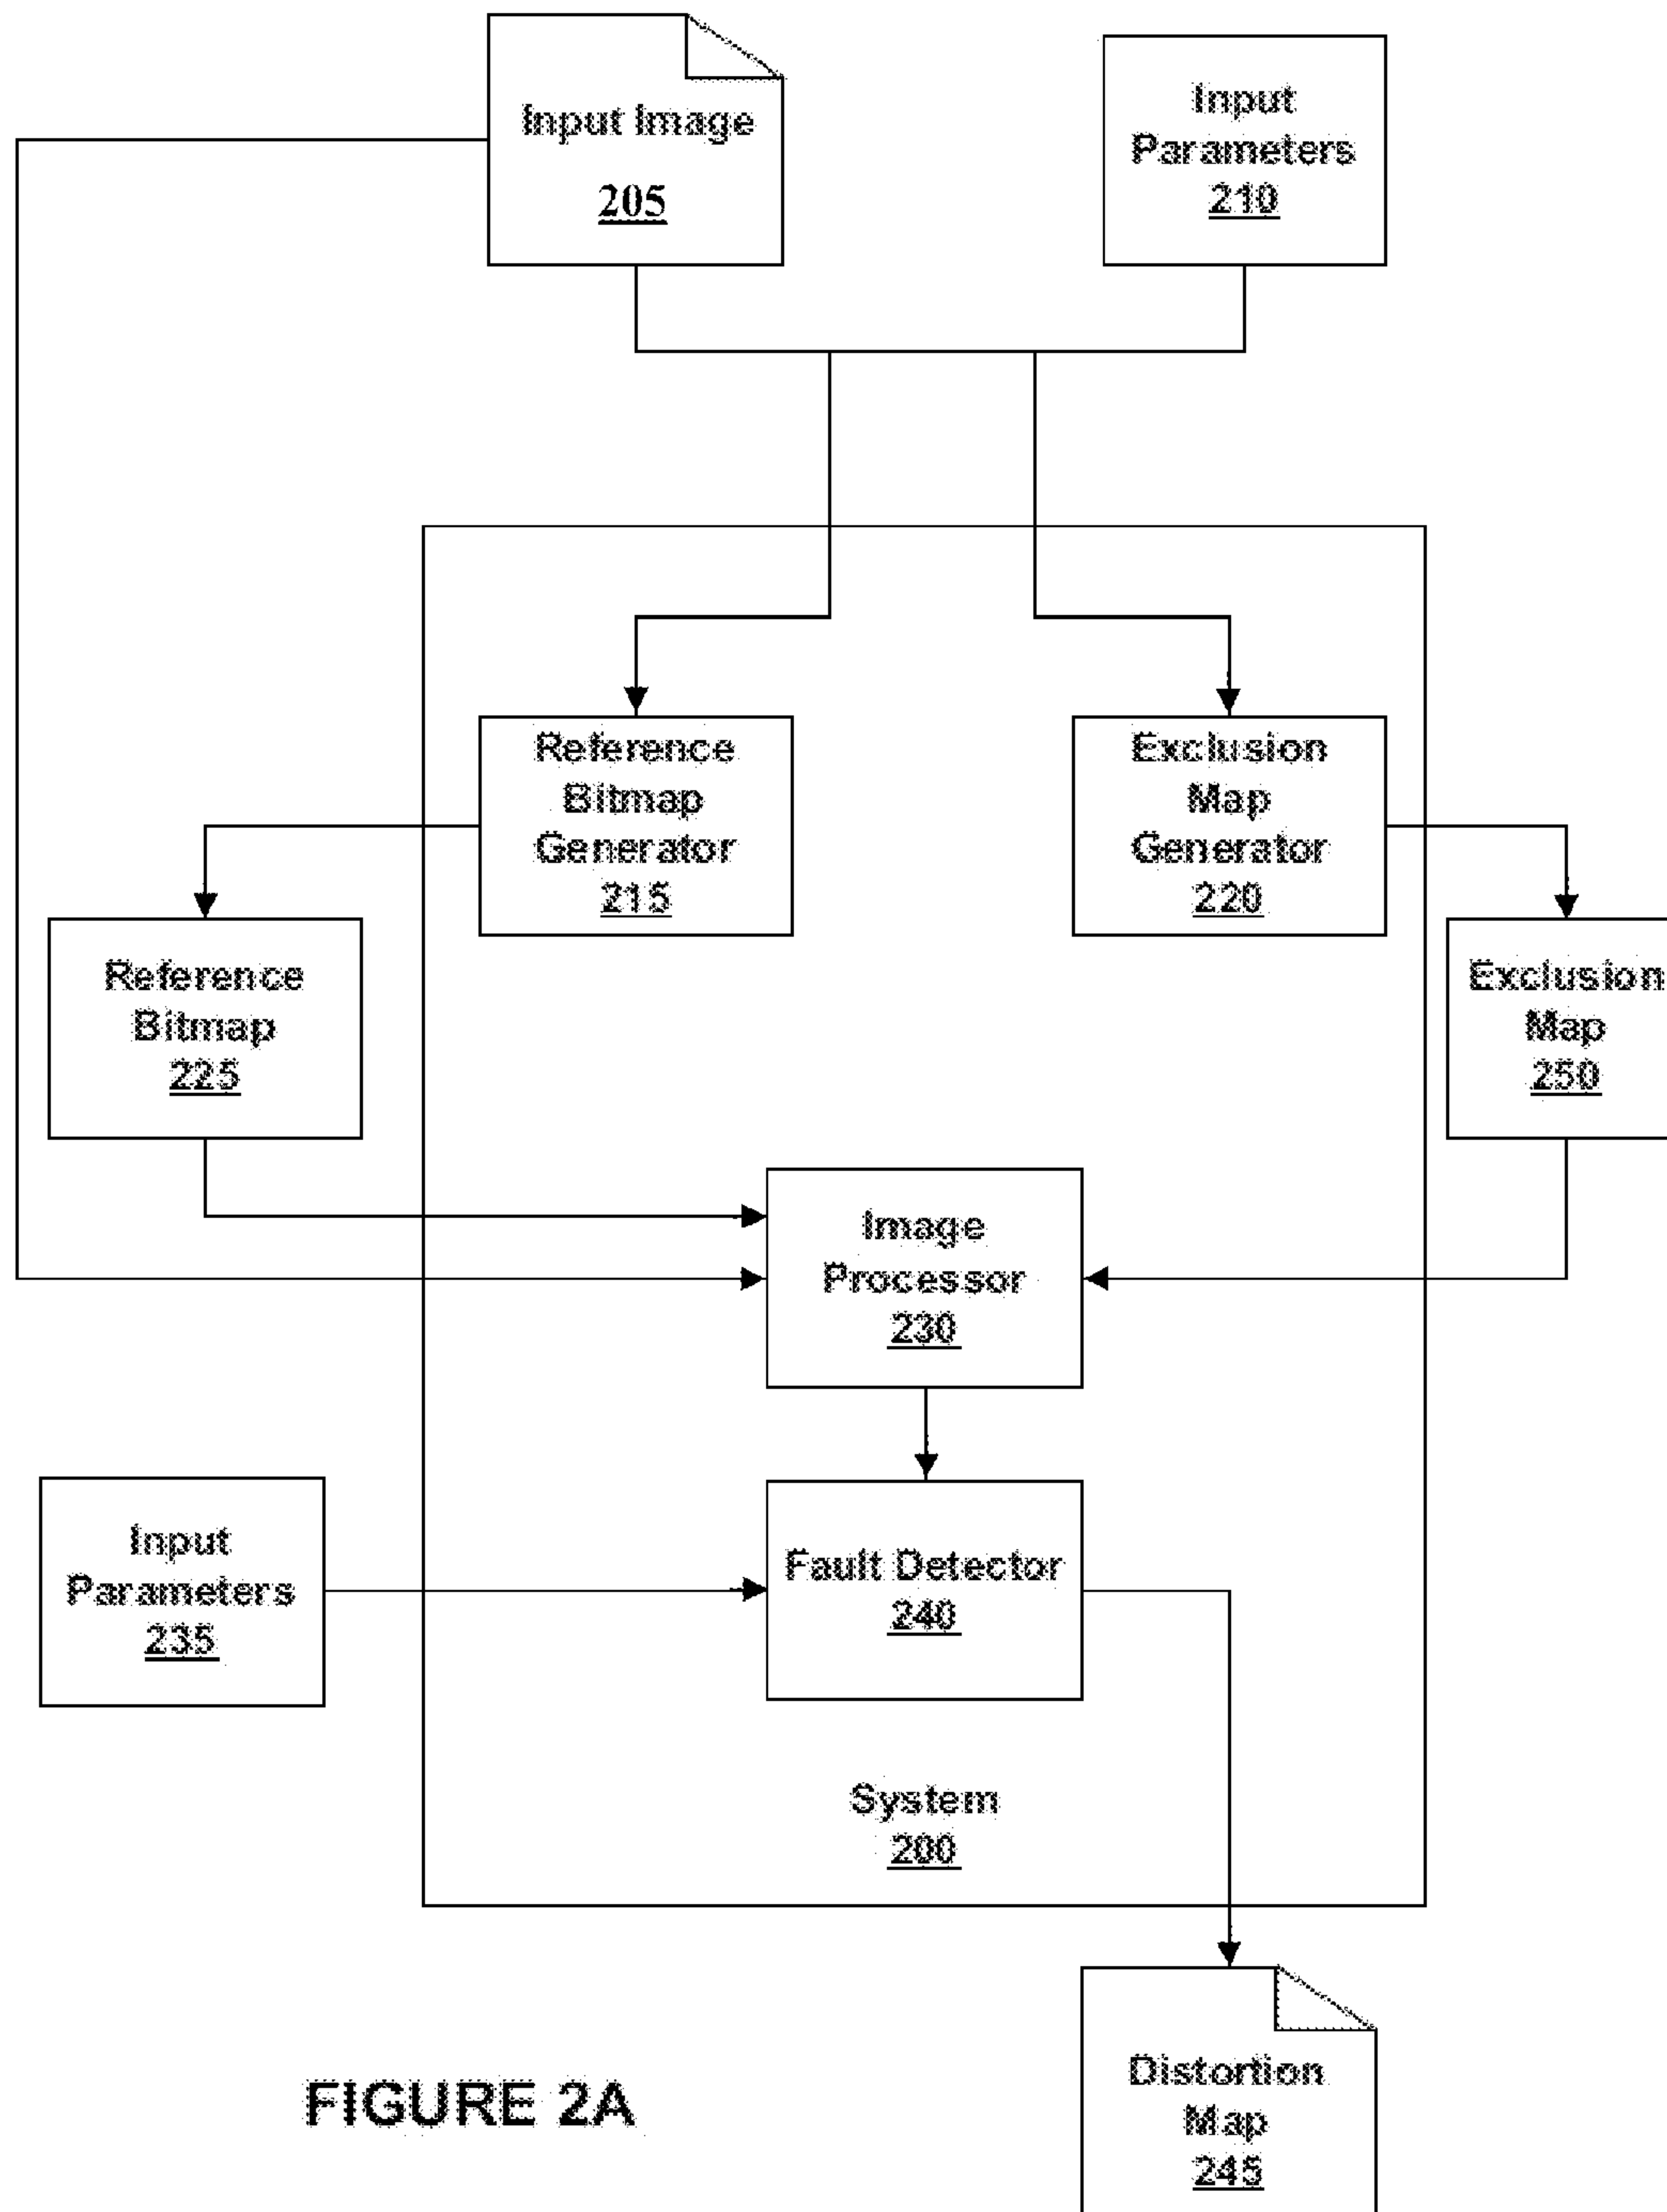 Input Image
205
Input
Parameters
210
Reference
Bitmap
Generator
215
Exclusion
Map
Generator
220
Reference
Bitmap
225
Exclusion
Map
250
Image
Processor
230
Input
Parameters
235
Fault Detector
240
System
200
Distortion
Map
245
FIGURE 2A